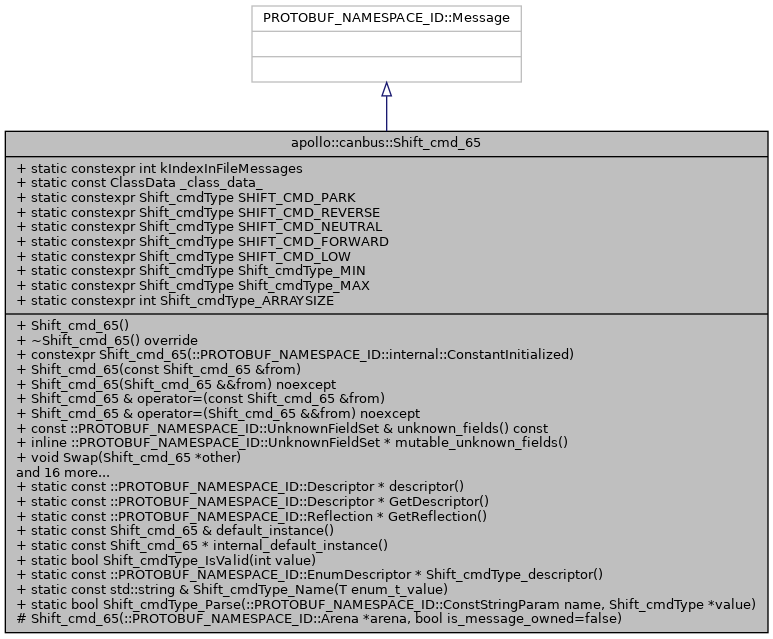 PROTOBUF_NAMESPACE_ID::Message
apollo::canbus::Shift_cmd_65
+ static constexpr int kIndexInFileMessages
+ static const ClassData _class_data_
+ static constexpr Shift_cmdType SHIFT_CMD_PARK
+ static constexpr Shift_cmdType SHIFT_CMD_REVERSE
+ static constexpr Shift_cmdType SHIFT_CMD_NEUTRAL
+ static constexpr Shift_cmdType SHIFT_CMD_FORWARD
+ static constexpr Shift_cmdType SHIFT_CMD_LOW
+ static constexpr Shift_cmdType Shift_cmdType_MIN
+ static constexpr Shift_cmdType Shift_cmdType_MAX
+ static constexpr int Shift_cmdType_ARRAYSIZE
+ Shift_cmd_65()
+ ~Shift_cmd_65() override
+ constexpr Shift_cmd_65(::PROTOBUF_NAMESPACE_ID::internal::ConstantInitialized)
+ Shift_cmd_65(const Shift_cmd_65 &from)
+ Shift_cmd_65(Shift_cmd_65 &&from) noexcept
+ Shift_cmd_65 & operator=(const Shift_cmd_65 &from)
+ Shift_cmd_65 & operator=(Shift_cmd_65 &&from) noexcept
+ const ::PROTOBUF_NAMESPACE_ID::UnknownFieldSet & unknown_fields() const
+ inline ::PROTOBUF_NAMESPACE_ID::UnknownFieldSet * mutable_unknown_fields()
+ void Swap(Shift_cmd_65 *other)
and 16 more...
+ static const ::PROTOBUF_NAMESPACE_ID::Descriptor * descriptor()
+ static const ::PROTOBUF_NAMESPACE_ID::Descriptor * GetDescriptor()
+ static const ::PROTOBUF_NAMESPACE_ID::Reflection * GetReflection()
+ static const Shift_cmd_65 & default_instance()
+ static const Shift_cmd_65 * internal_default_instance()
+ static bool Shift_cmdType_IsValid(int value)
+ static const ::PROTOBUF_NAMESPACE_ID::EnumDescriptor * Shift_cmdType_descriptor()
+ static const std::string & Shift_cmdType_Name(T enum_t_value)
+ static bool Shift_cmdType_Parse(::PROTOBUF_NAMESPACE_ID::ConstStringParam name, Shift_cmdType *value)
# Shift_cmd_65(::PROTOBUF_NAMESPACE_ID::Arena *arena, bool is_message_owned=false)